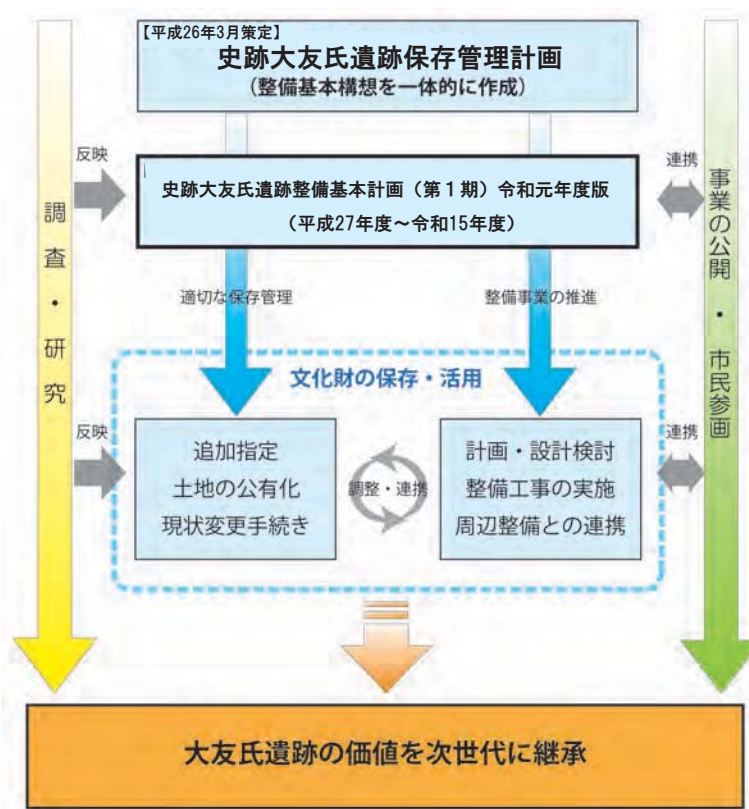 【平成26年3月策定】
史跡大友氏遺跡保存管理計画
(整備基本構想を一体的に作成)
反映
連携
史跡大友氏遺跡整備基本計画(第1期)令和元年度版
(平成27年度~令和15年度)
調査・研究
事業の公開・市民参画
適切な保存管理
整備事業の推進
文化財の保存・活用
反映
連携
追加指定
土地の公有化
現状変更手続き
調整・連携
計画・設計検討
整備工事の実施
周辺整備との連携
大友氏遺跡の価値を次世代に継承